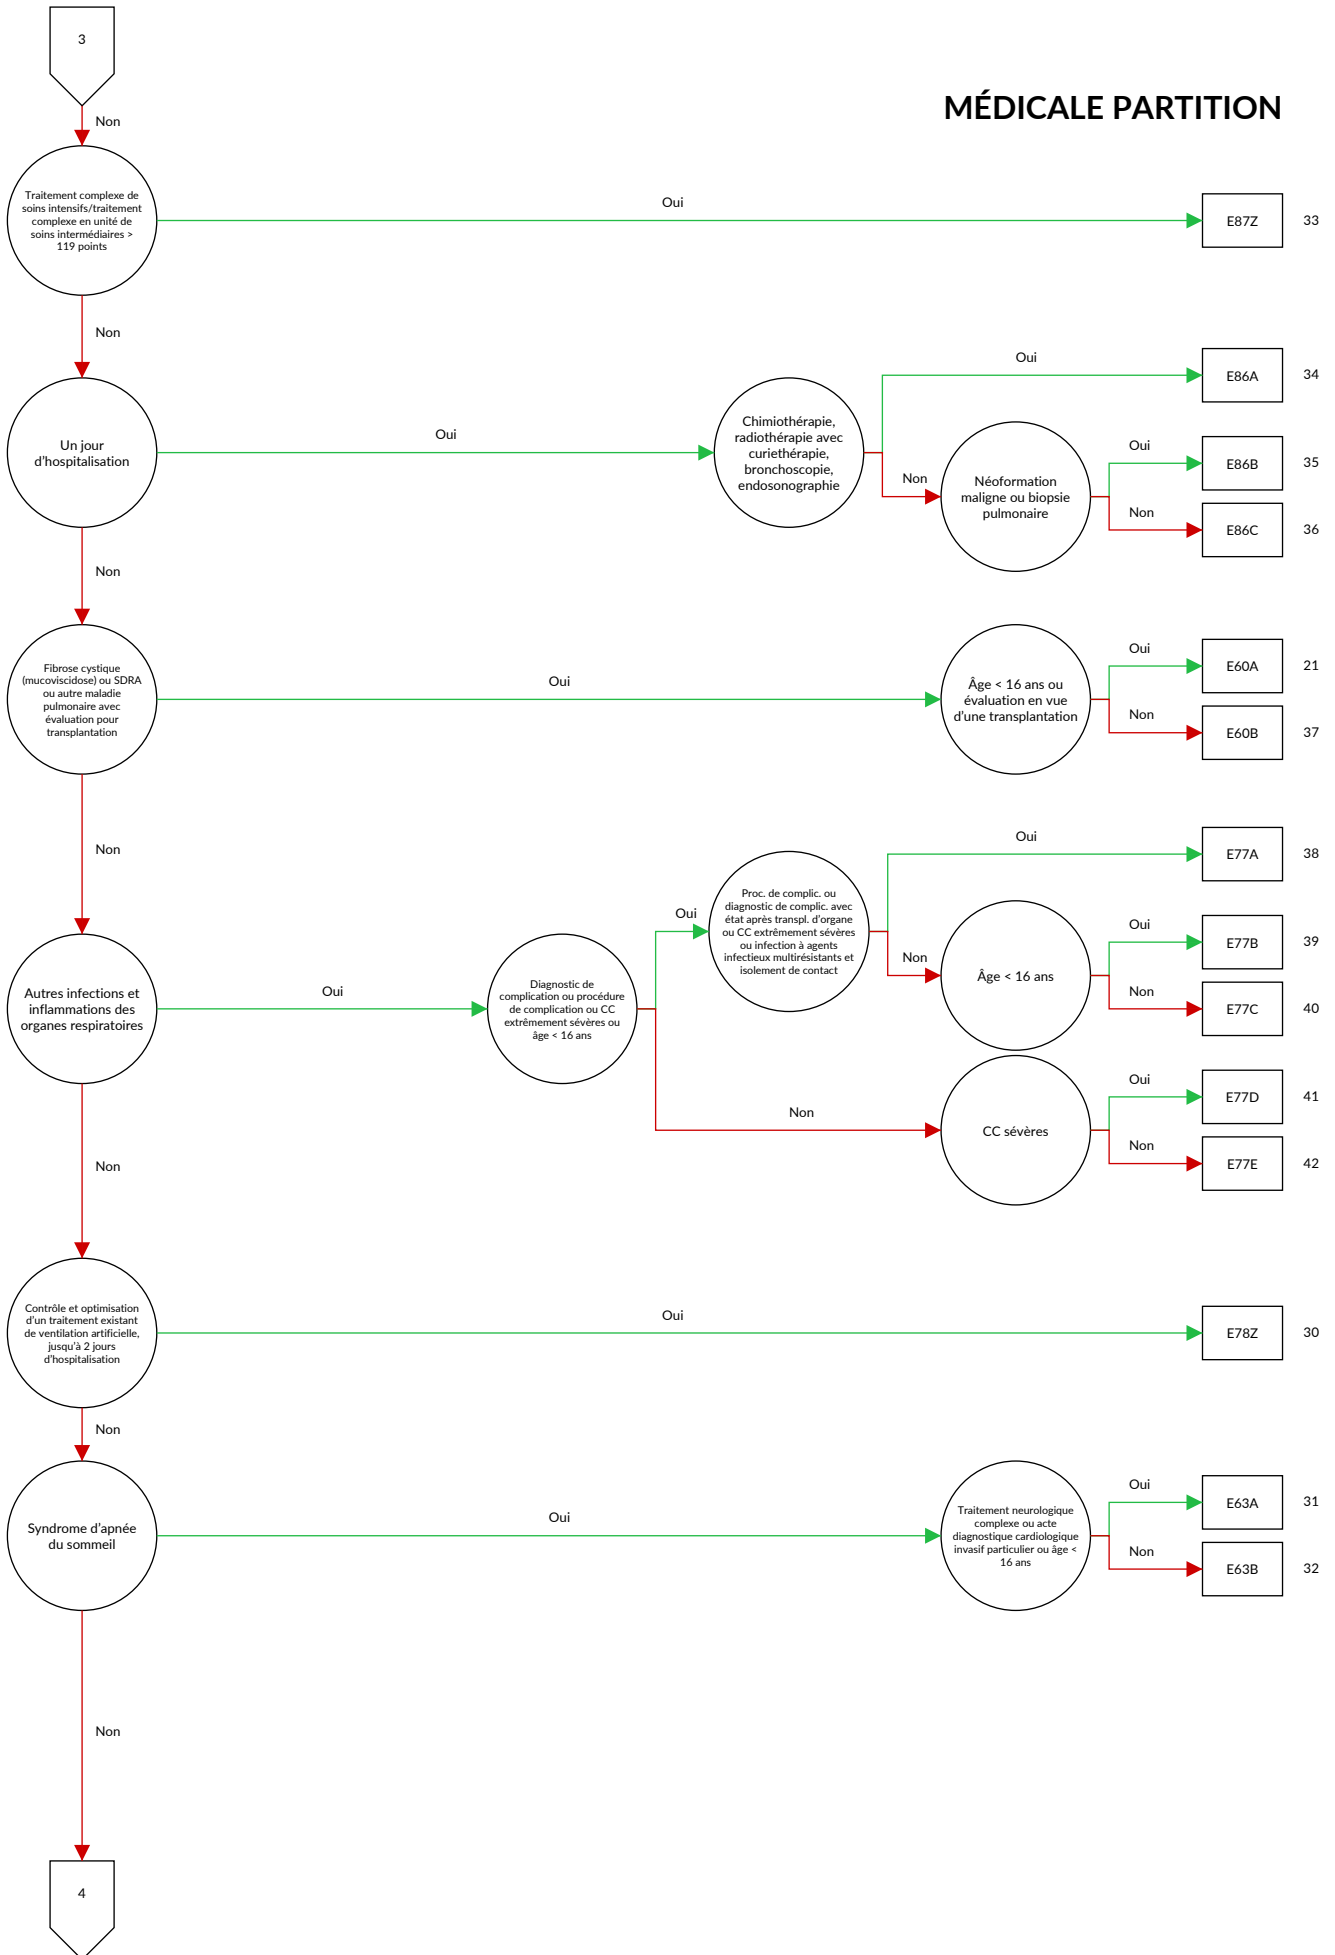 3
MÉDICALE PARTITION
Non
Traitement complexe de
soins intensifs/traitement
complexe en unité de
soins intermédiaires >
119 points
Oui
E87Z
33
Non
Un jour
d'hospitalisation
Oui
Chimiothérapie,
radiothérapie avec
curiethérapie,
bronchoscopie,
endosonographie
Oui
E86A
34
Non
Néoformation
maligne ou biopsie
pulmonaire
Oui
E86B
35
Non
E86C
36
Non
Fibrose cystique
(mucoviscidose) ou SDRA
ou autre maladie
pulmonaire avec
évaluation pour
transplantation
Oui
Âge < 16 ans ou
évaluation en vue
d'une transplantation
Oui
E60A
21
Non
E60B
37
Non
Autres infections et
inflammations des
organes respiratoires
Oui
Diagnostic de
complication ou procédure
de complication ou CC
extrêmement sévères ou
âge < 16 ans
Oui
Proc. de complic. ou
diagnostic de complic. avec
état après transpl. d'organe
ou CC extrêmement sévères
ou infection à agents
infectieux multirésistants et
isolement de contact
Oui
E77A
38
Non
Âge < 16 ans
Oui
E77B
39
Non
E77C
40
Non
CC sévères
Oui
E77D
41
Non
E77E
42
Non
Contrôle et optimisation
d'un traitement existant
de ventilation artificielle,
jusqu'à 2 jours
d'hospitalisation
Oui
E78Z
30
Non
Syndrome d'apnée
du sommeil
Oui
Traitement neurologique
complexe ou acte
diagnostique cardiologique
invasif particulier ou âge <
16 ans
Oui
E63A
31
Non
E63B
32
Non
4